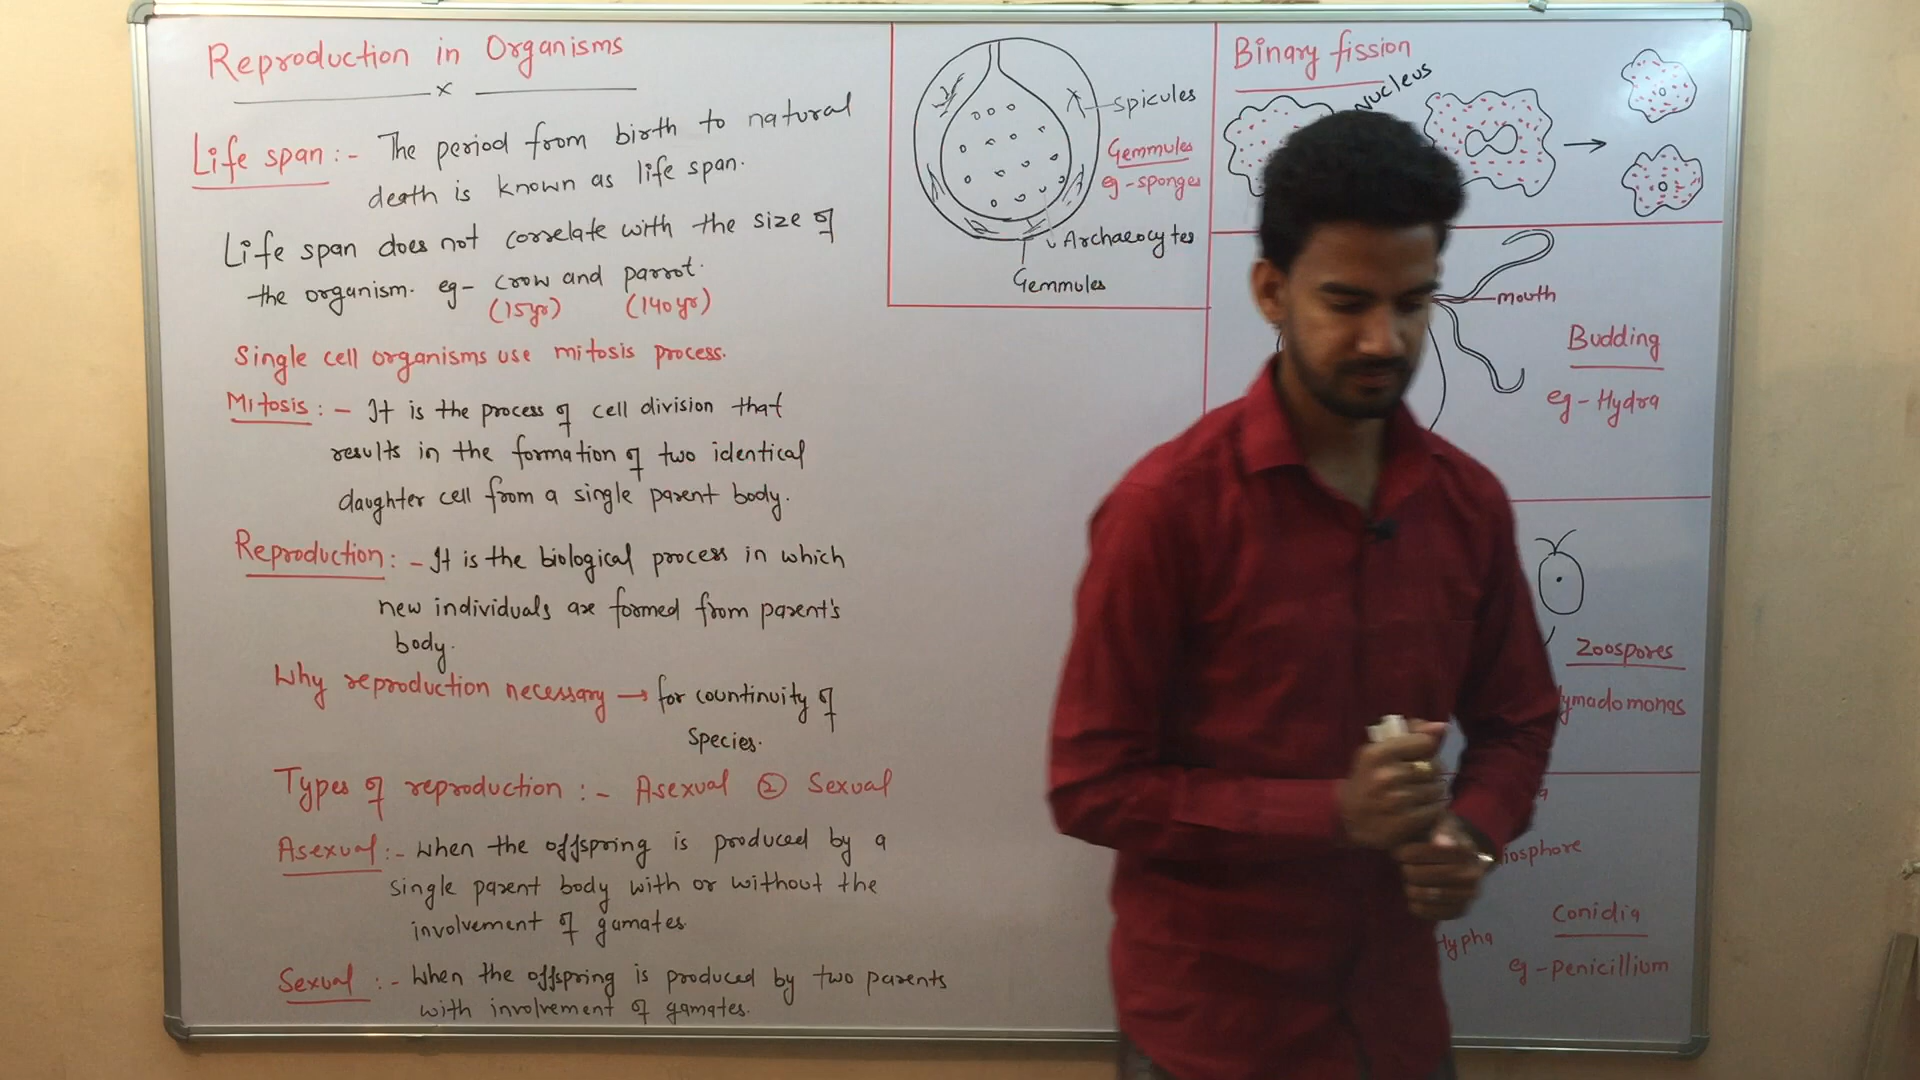 Reproduction in Organisms
x
Life span :- The period from birth to natural
death is known as life span.
Life span does not correlate with the size of
the organism. eg- crow and parrot.
(15yr) (140yr)
Single cell organisms use mitosis process.
Mitosis :- It is the process of cell division that
results in the formation of two identical
daughter cell from a single parent body.
Reproduction :- It is the biological process in which
new individuals are formed from parent's
body.
Why reproduction necessary → for countinuity of
Species.
Types of reproduction :- Asexual ② Sexual
Asexual :- when the offspring is produced by a
single parent body with or without the
involvement of gamates.
Sexual :- when the offspring is produced by two parents
with involvement of gamates.
spicules
Gemmules
eg-sponges
Archaeocytes
Gemmules
Binary fission
Nucleus
mouth
Budding
eg-Hydra
Zoospores
ymadomonas
iosphore
Conidia
Hypha
eg-penicillium